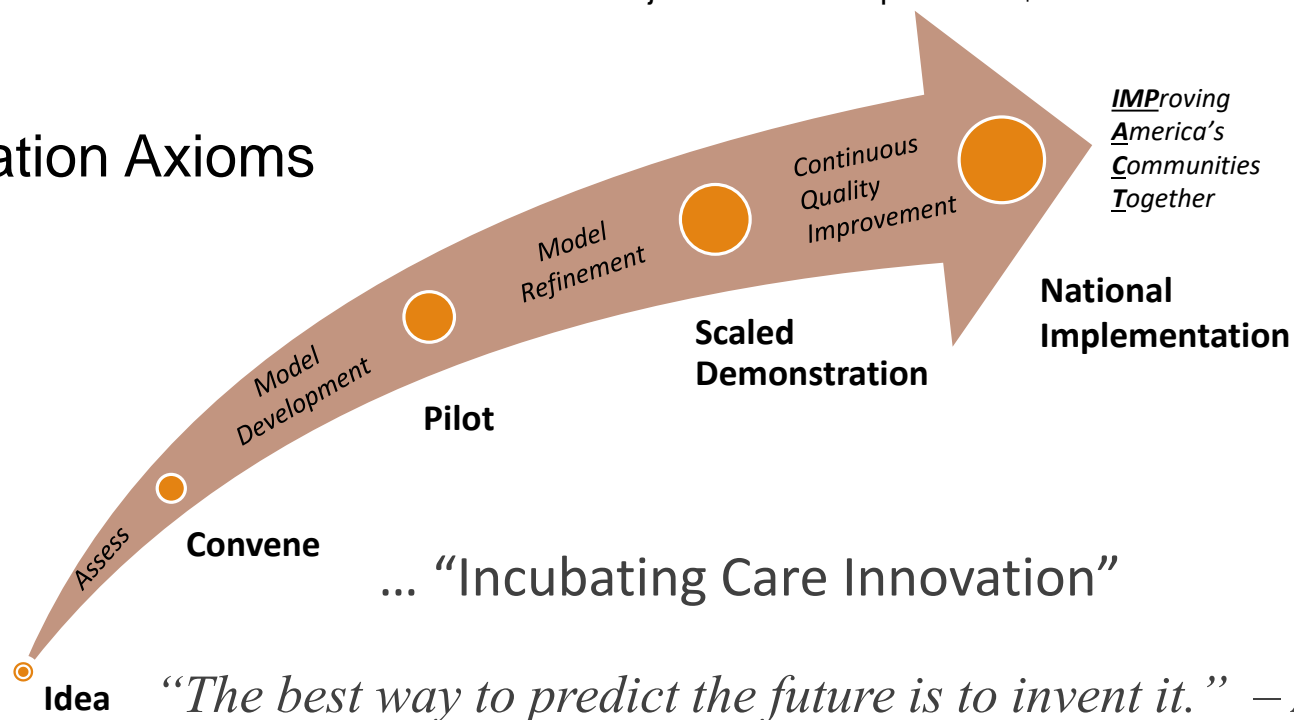 ation Axioms
IMProving
America’s
Communities
Together
Continuous
Quality
Improvement
Model
Refinement
National
Implementation
Scaled
Demonstration
Model
Development
Pilot
Assess
Convene
… “Incubating Care Innovation”
Idea
“The best way to predict the future is to invent it.” –